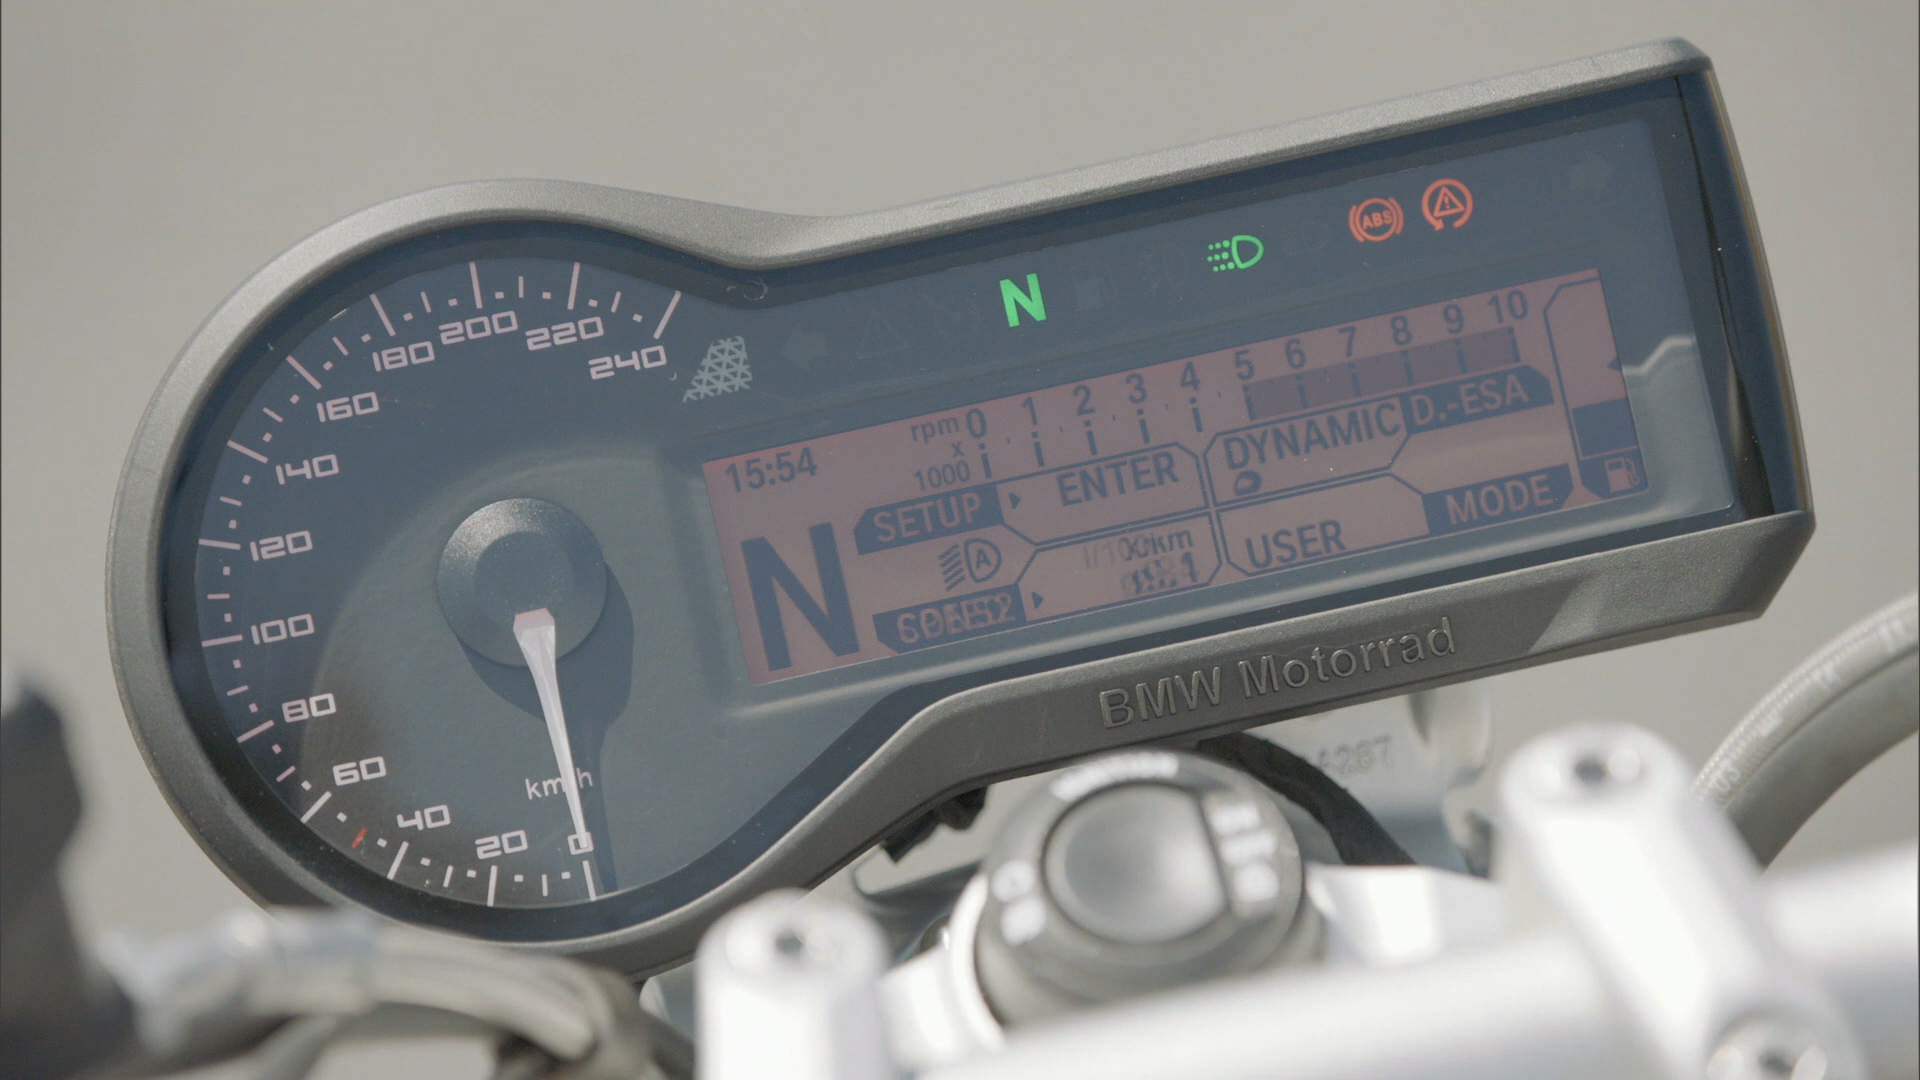 240
220
200
180
160
140
120
100
80
60
40
20
0
km/h
N
ABS
15:54
rpm x 1000
0 1 2 3 4 5 6 7 8 9 10
SETUP ENTER
DYNAMIC D.-ESA
N
USER MODE
BMW Motorrad